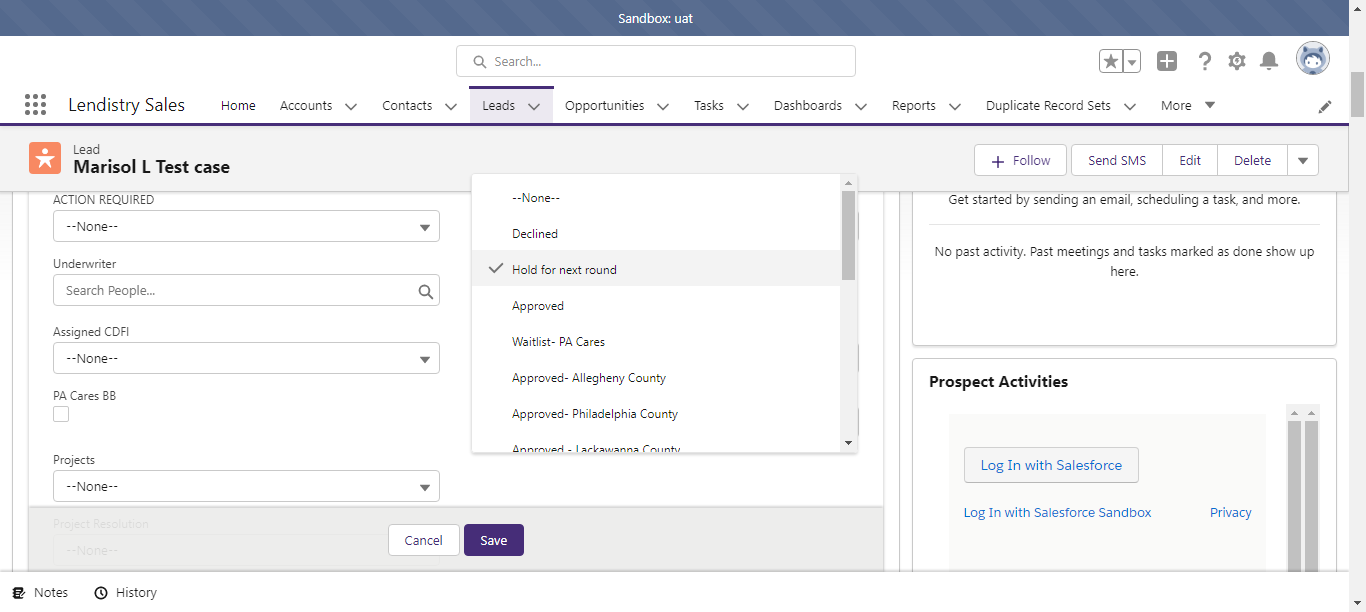 Sandbox: uat
Search...
Lendistry Sales
Home
Accounts
Contacts
Leads
Opportunities
Tasks
Dashboards
Reports
Duplicate Record Sets
More
Lead
Marisol L Test case
Follow
Send SMS
Edit
Delete
ACTION REQUIRED
--None--
Underwriter
Search People...
Assigned CDFI
--None--
PA Cares BB
Projects
--None--
Project Resolution
--None--
--None--
Declined
Hold for next round
Approved
Waitlist- PA Cares
Approved- Allegheny County
Approved- Philadelphia County
Approved - Lackawanna County
Cancel
Save
Get started by sending an email, scheduling a task, and more.
No past activity. Past meetings and tasks marked as done show up
here.
Prospect Activities
Log In with Salesforce
Log In with Salesforce Sandbox
Privacy
Notes
History